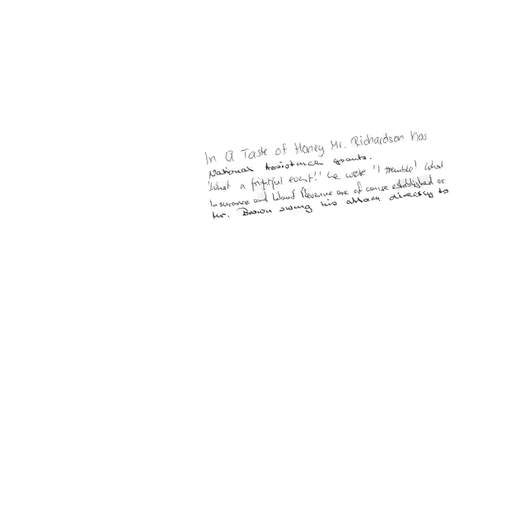 In A Taste of Honey Mr. Richardson has
National Assistance grants.
"What a frightful event!" he wrote "I tremble! What
Insurance and Inland Revenue are of course established or
Mr. Brown swung his attack directly to